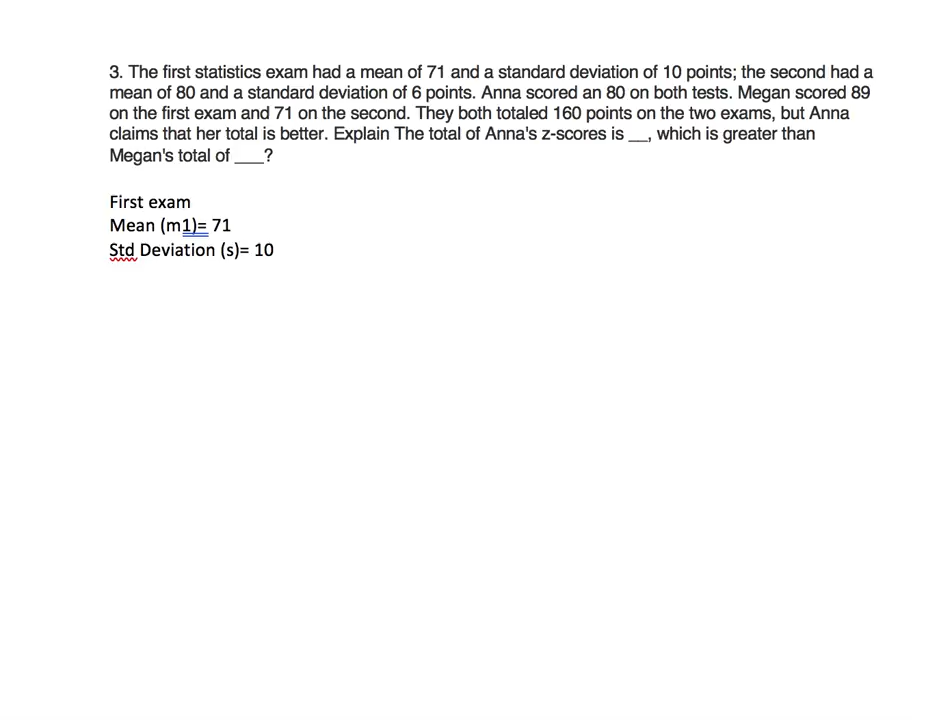 3. The first statistics exam had a mean of 71 and a standard deviation of 10 points; the second had a
mean of 80 and a standard deviation of 6 points. Anna scored an 80 on both tests. Megan scored 89
on the first exam and 71 on the second. They both totaled 160 points on the two exams, but Anna
claims that her total is better. Explain The total of Anna's z-scores is __, which is greater than
Megan's total of ___?
First exam
Mean (m1)= 71
Std Deviation (s)= 10